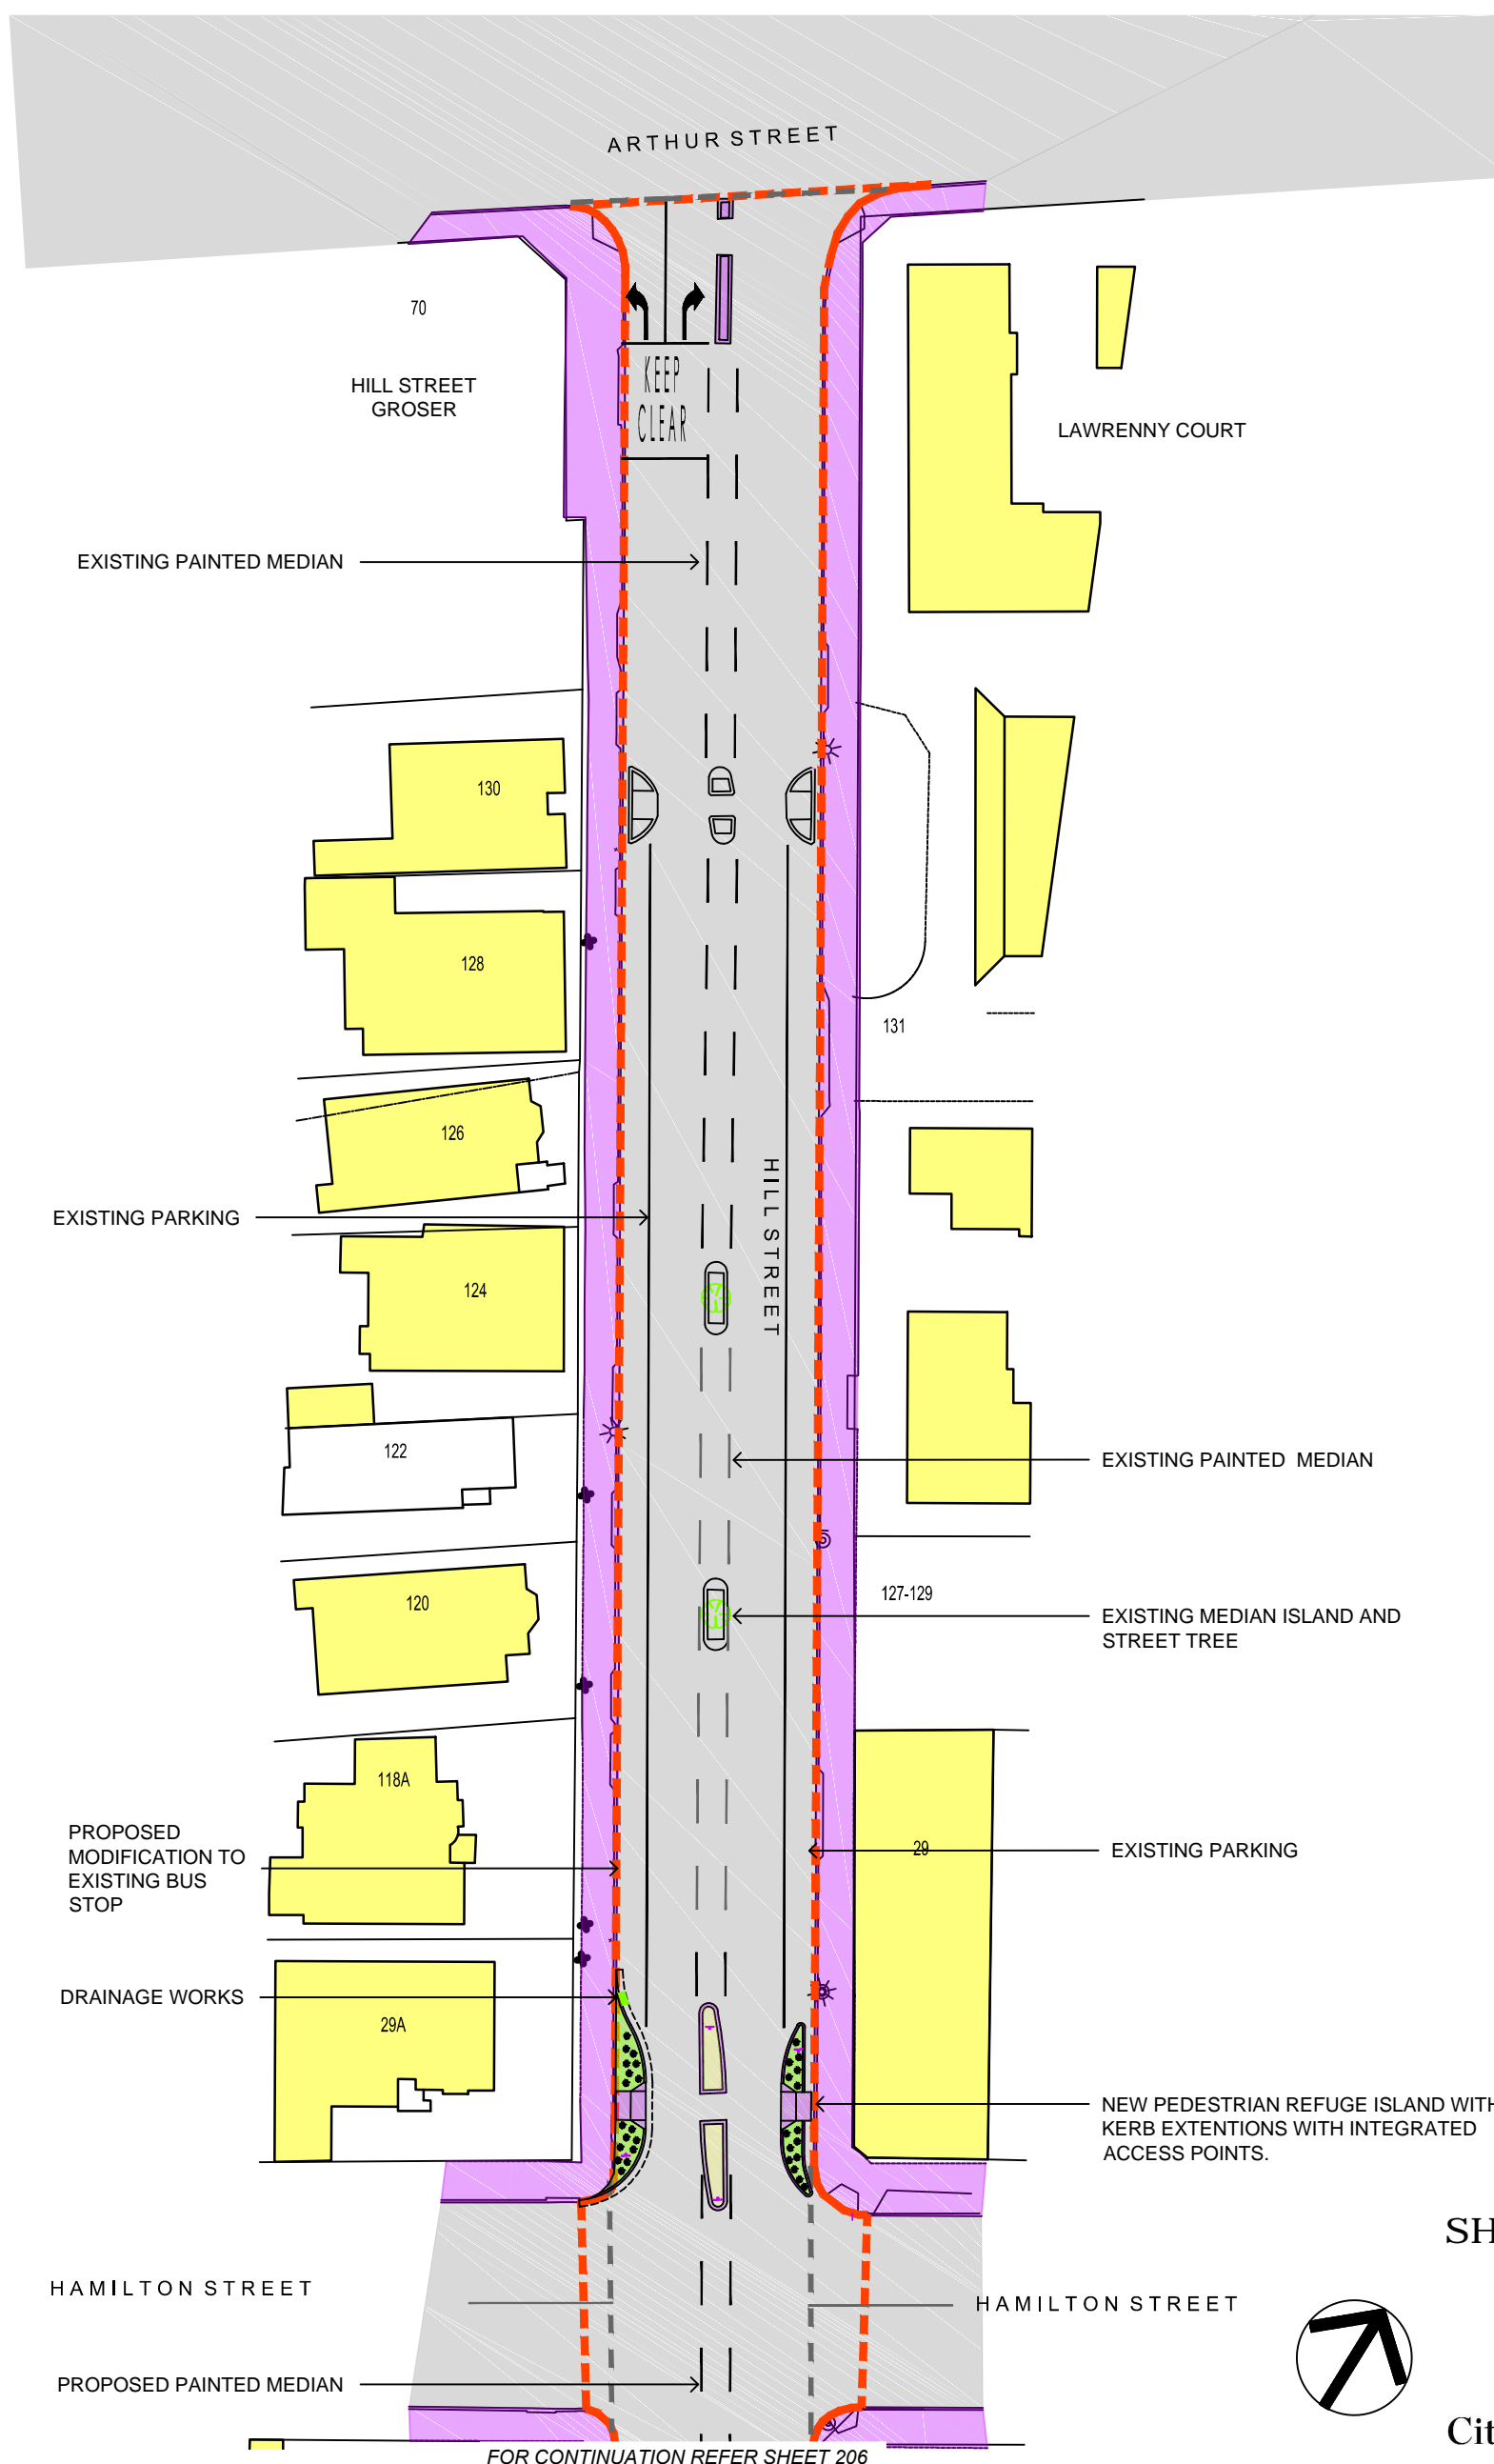 ARTHUR STREET
70
HILL STREET
GROSER
KEEP
CLEAR
LAWRENNY COURT
EXISTING PAINTED MEDIAN
130
128
131
126
HILL STREET
EXISTING PARKING
124
122
EXISTING PAINTED MEDIAN
120
127-129
EXISTING MEDIAN ISLAND AND
STREET TREE
118A
PROPOSED
MODIFICATION TO
EXISTING BUS
STOP
29
EXISTING PARKING
DRAINAGE WORKS
29A
NEW PEDESTRIAN REFUGE ISLAND WITH
KERB EXTENTIONS WITH INTEGRATED
ACCESS POINTS.
SH
HAMILTON STREET
HAMILTON STREET
PROPOSED PAINTED MEDIAN
Cit
FOR CONTINUATION REFER SHEET 206